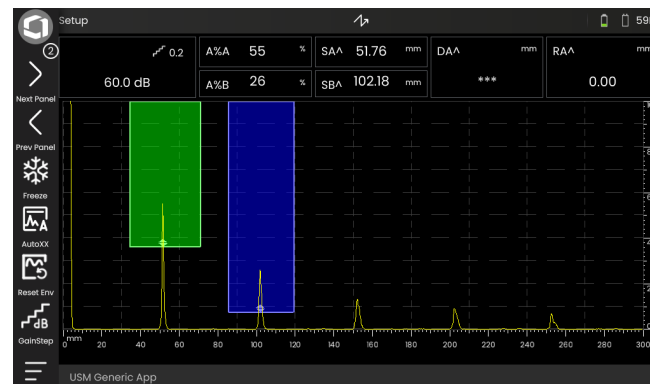 Setup
59
2
0.2
60.0 dB
A%A 55 %
A%B 26 %
SA^ 51.76 mm
SB^ 102.18 mm
DA^ mm
***
RA^ mm
0.00
Next Panel
Prev Panel
Freeze
AutoXX
Reset Env
dB
GainStep
0 mm 20 40 60 80 100 120 140 160 180 200 220 240 260 280 300
USM Generic App